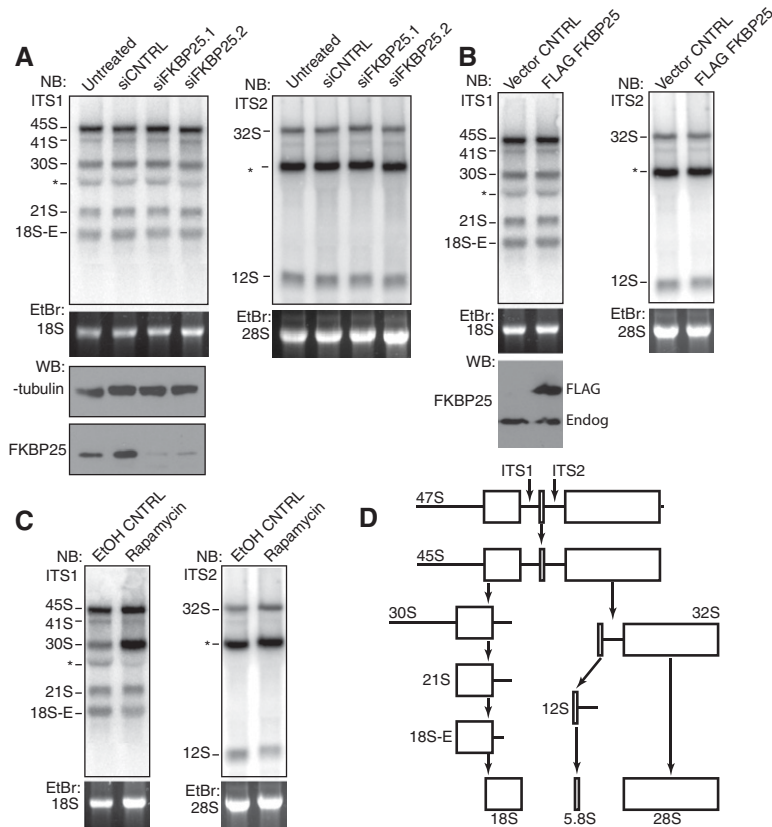 A
NB:
Untreated
siCNTRL
siFKBP25.1
siFKBP25.2
ITS1
45S
41S
30S
*
21S
18S-E
EtBr:
18S
WB:
-tubulin
FKBP25
NB:
Untreated
siCNTRL
siFKBP25.1
siFKBP25.2
ITS2
32S
*
12S
EtBr:
28S
B
NB:
Vector CNTRL
FLAG FKBP25
ITS1
45S
41S
30S
*
21S
18S-E
EtBr:
18S
WB:
FKBP25
FLAG
Endog
NB:
Vector CNTRL
FLAG FKBP25
ITS2
32S
*
12S
EtBr:
28S
C
NB:
EtOH CNTRL
Rapamycin
ITS1
45S
41S
30S
*
21S
18S-E
EtBr:
18S
NB:
EtOH CNTRL
Rapamycin
ITS2
32S
*
12S
EtBr:
28S
D
ITS1 ITS2
47S
45S
30S
32S
21S
12S
18S-E
18S 5.8S 28S